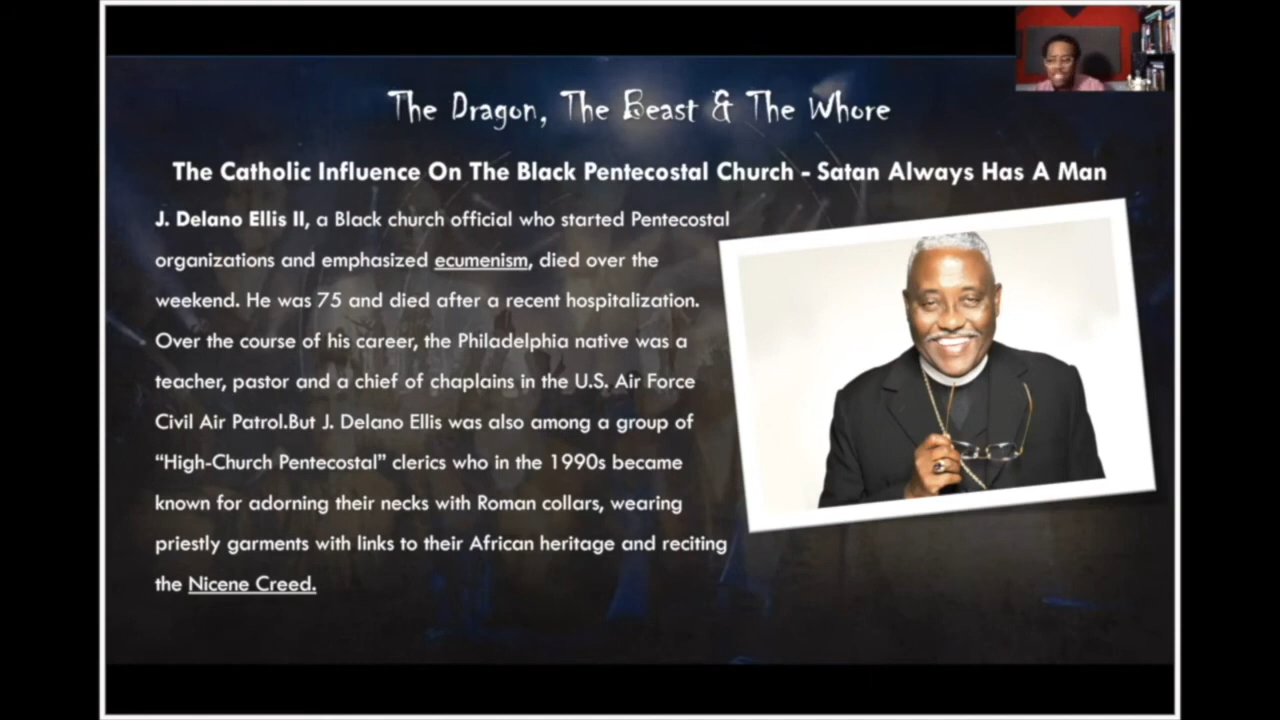 The Dragon, The Beast & The Whore
The Catholic Influence On The Black Pentecostal Church - Satan Always Has A Man
J. Delano Ellis II, a Black church official who started Pentecostal
organizations and emphasized ecumenism, died over the
weekend. He was 75 and died after a recent hospitalization.
Over the course of his career, the Philadelphia native was a
teacher, pastor and a chief of chaplains in the U.S. Air Force
Civil Air Patrol.But J. Delano Ellis was also among a group of
“High-Church Pentecostal” clerics who in the 1990s became
known for adorning their necks with Roman collars, wearing
priestly garments with links to their African heritage and reciting
the Nicene Creed.